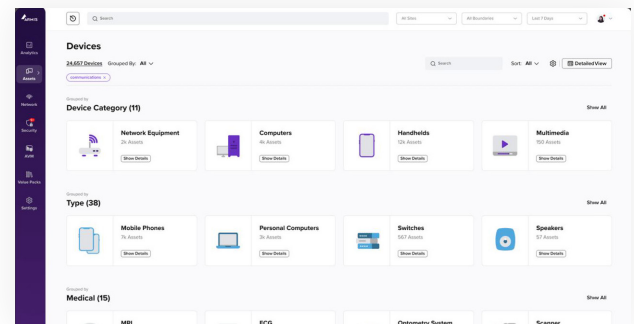 ARMIS
Search
All Sites
All Boundaries
Last 7 Days
Analytics
Assets
Network
Security
AVM
Value Packs
Settings
Devices
24,657 Devices Grouped By: All
Search
Sort: All
Detailed View
communications ×
Grouped by
Device Category (11)
Show All
Network Equipment
2k Assets
Show Details
Computers
4k Assets
Show Details
Handhelds
12k Assets
Show Details
Multimedia
150 Assets
Show Details
Grouped by
Type (38)
Show All
Mobile Phones
7k Assets
Show Details
Personal Computers
3k Assets
Show Details
Switches
567 Assets
Show Details
Speakers
57 Assets
Show Details
Grouped by
Medical (15)
Show All
MRI
ECG
Optometry System
Scanner